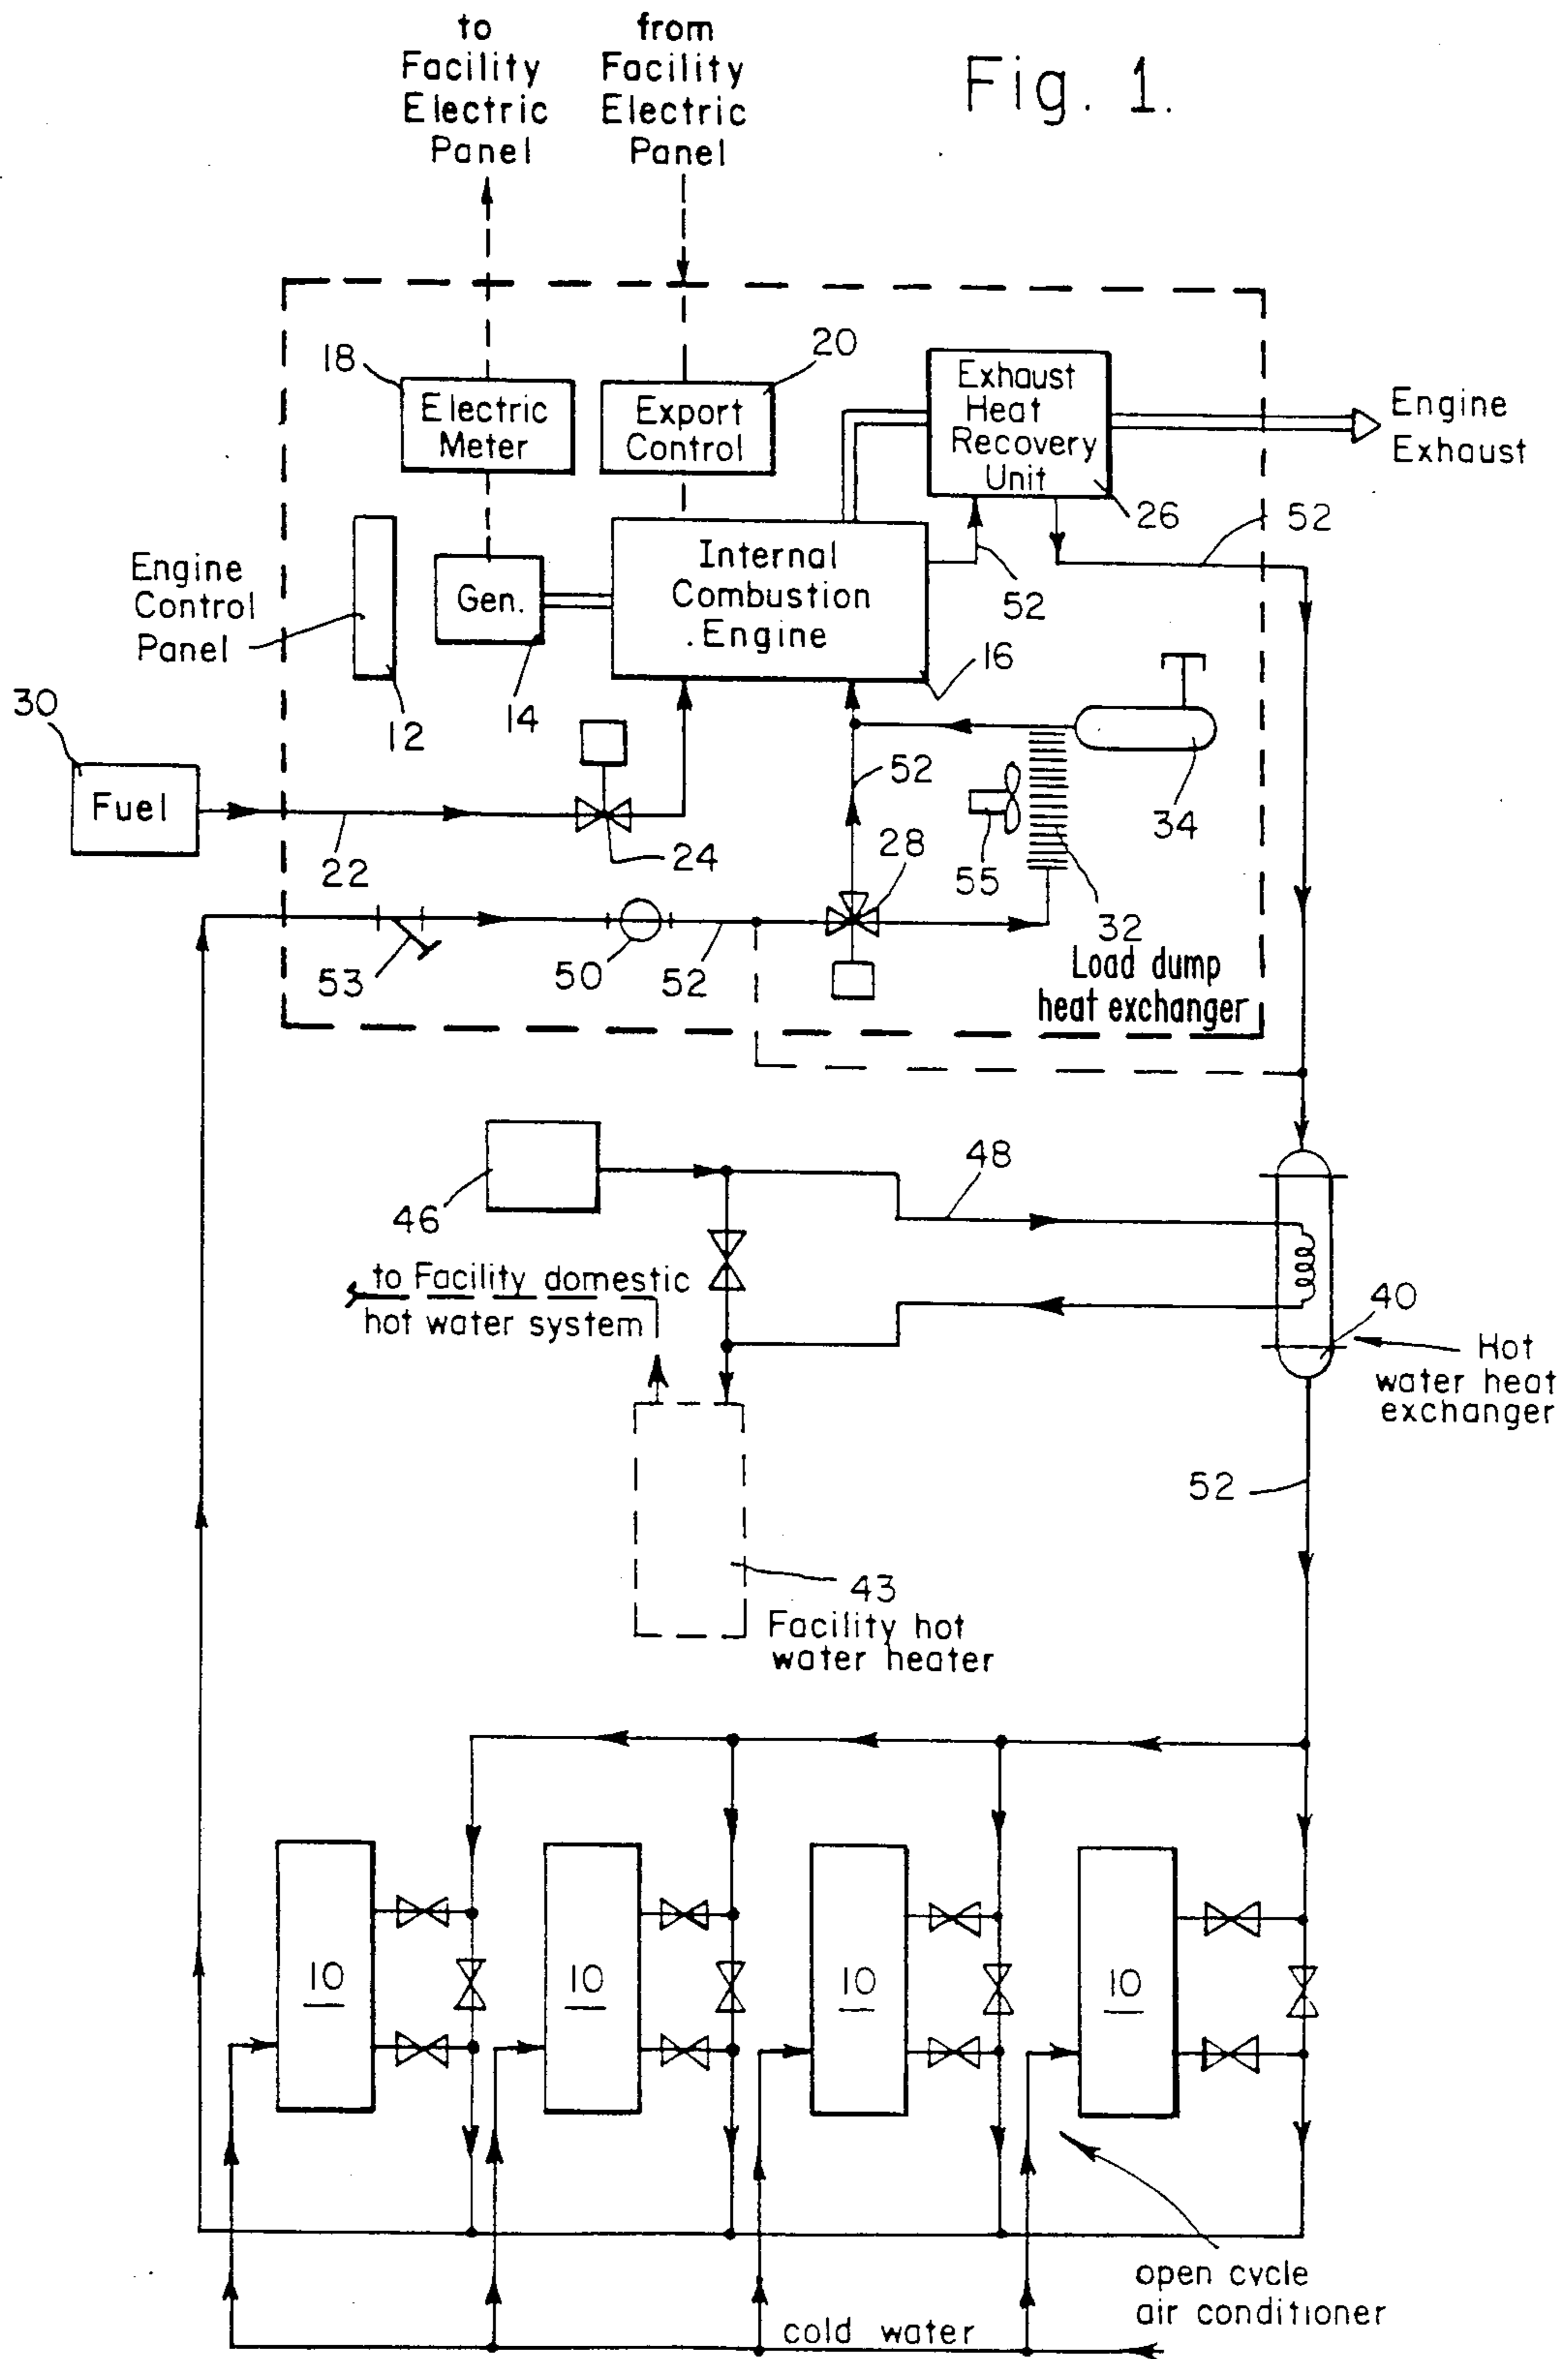 to
Facility
Electric
Panel
from
Facility
Electric
Panel
Fig. 1.
18
Electric
Meter
20
Export
Control
Exhaust
Heat
Recovery
Unit
26
Engine
Exhaust
52
Engine
Control
Panel
12
Gen.
14
Internal
Combustion
.Engine
16
52
30
Fuel
22
24
52
28
55
32
34
53
50
52
Load dump
heat exchanger
46
48
to Facility domestic
hot water system
40
Hot
water heat
exchanger
52
43
Facility hot
water heater
10
10
10
10
open cycle
air conditioner
cold water